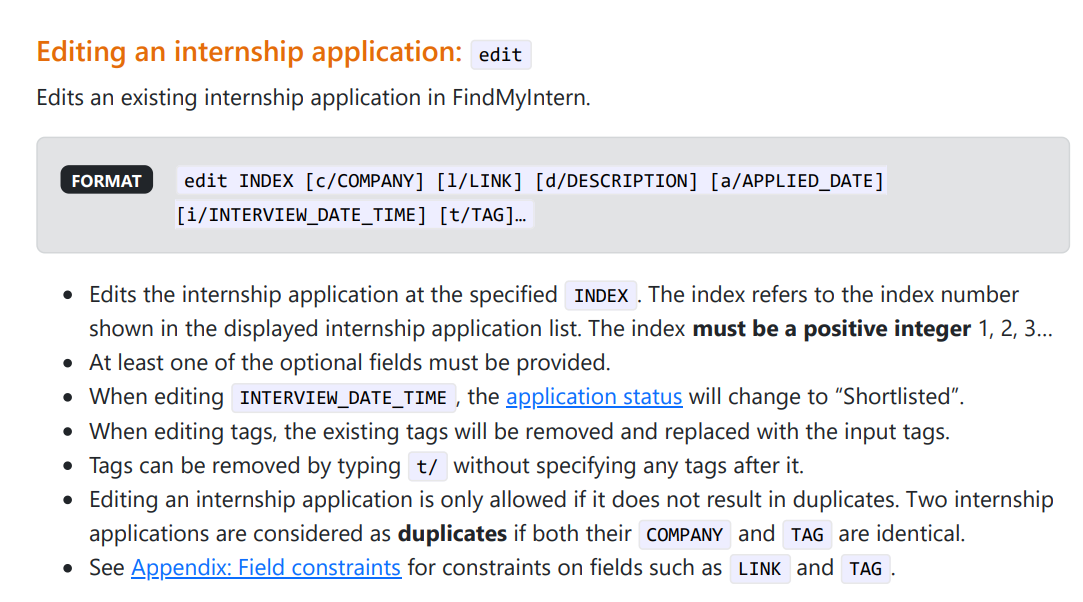 Editing an internship application: edit
Edits an existing internship application in FindMyIntern.
FORMAT edit INDEX [c/COMPANY] [l/LINK] [d/DESCRIPTION] [a/APPLIED_DATE]
[i/INTERVIEW_DATE_TIME] [t/TAG]…
• Edits the internship application at the specified INDEX. The index refers to the index number
shown in the displayed internship application list. The index must be a positive integer 1, 2, 3…
• At least one of the optional fields must be provided.
• When editing INTERVIEW_DATE_TIME, the application status will change to “Shortlisted”.
• When editing tags, the existing tags will be removed and replaced with the input tags.
• Tags can be removed by typing t/ without specifying any tags after it.
• Editing an internship application is only allowed if it does not result in duplicates. Two internship
applications are considered as duplicates if both their COMPANY and TAG are identical.
• See Appendix: Field constraints for constraints on fields such as LINK and TAG.